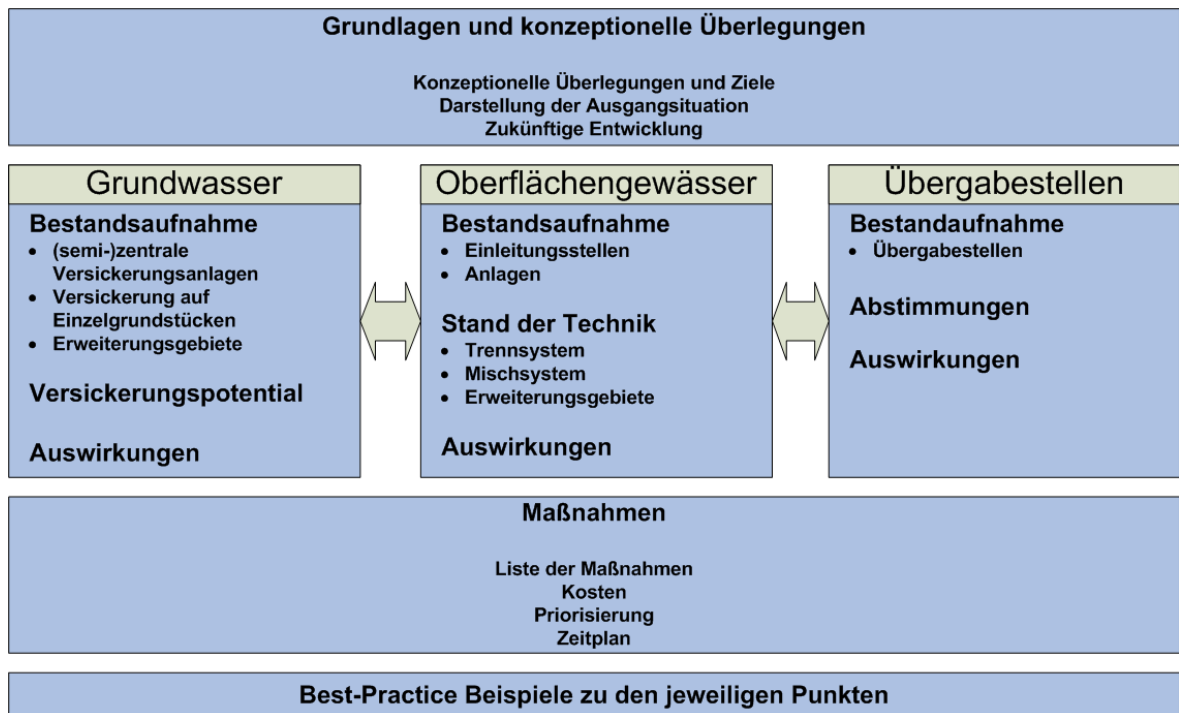 Grundlagen und konzeptionelle Überlegungen
Konzeptionelle Überlegungen und Ziele
Darstellung der Ausgangsituation
Zukünftige Entwicklung
Grundwasser
Bestandsaufnahme
• (semi-)zentrale
Versickerungsanlagen
• Versickerung auf
Einzelgrundstücken
• Erweiterungsgebiete
Versickerungspotential
Auswirkungen
Oberflächengewässer
Bestandsaufnahme
• Einleitungsstellen
• Anlagen
Stand der Technik
• Trennsystem
• Mischsystem
• Erweiterungsgebiete
Auswirkungen
Übergabestellen
Bestandaufnahme
• Übergabestellen
Abstimmungen
Auswirkungen
Maßnahmen
Liste der Maßnahmen
Kosten
Priorisierung
Zeitplan
Best-Practice Beispiele zu den jeweiligen Punkten